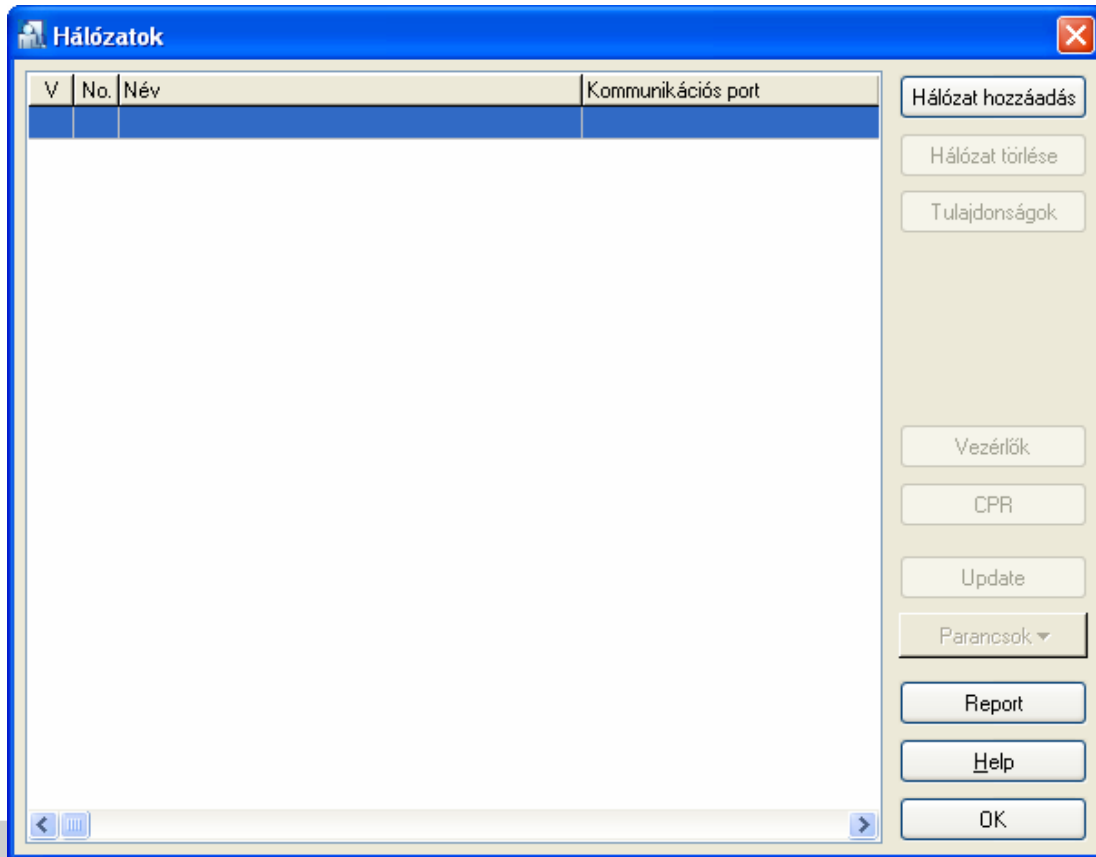 Hálózatok
V No. Név Kommunikációs port
Hálózat hozzáadás
Hálózat törlése
Tulajdonságok
Vezérlők
CPR
Update
Parancsok
Report
Help
OK